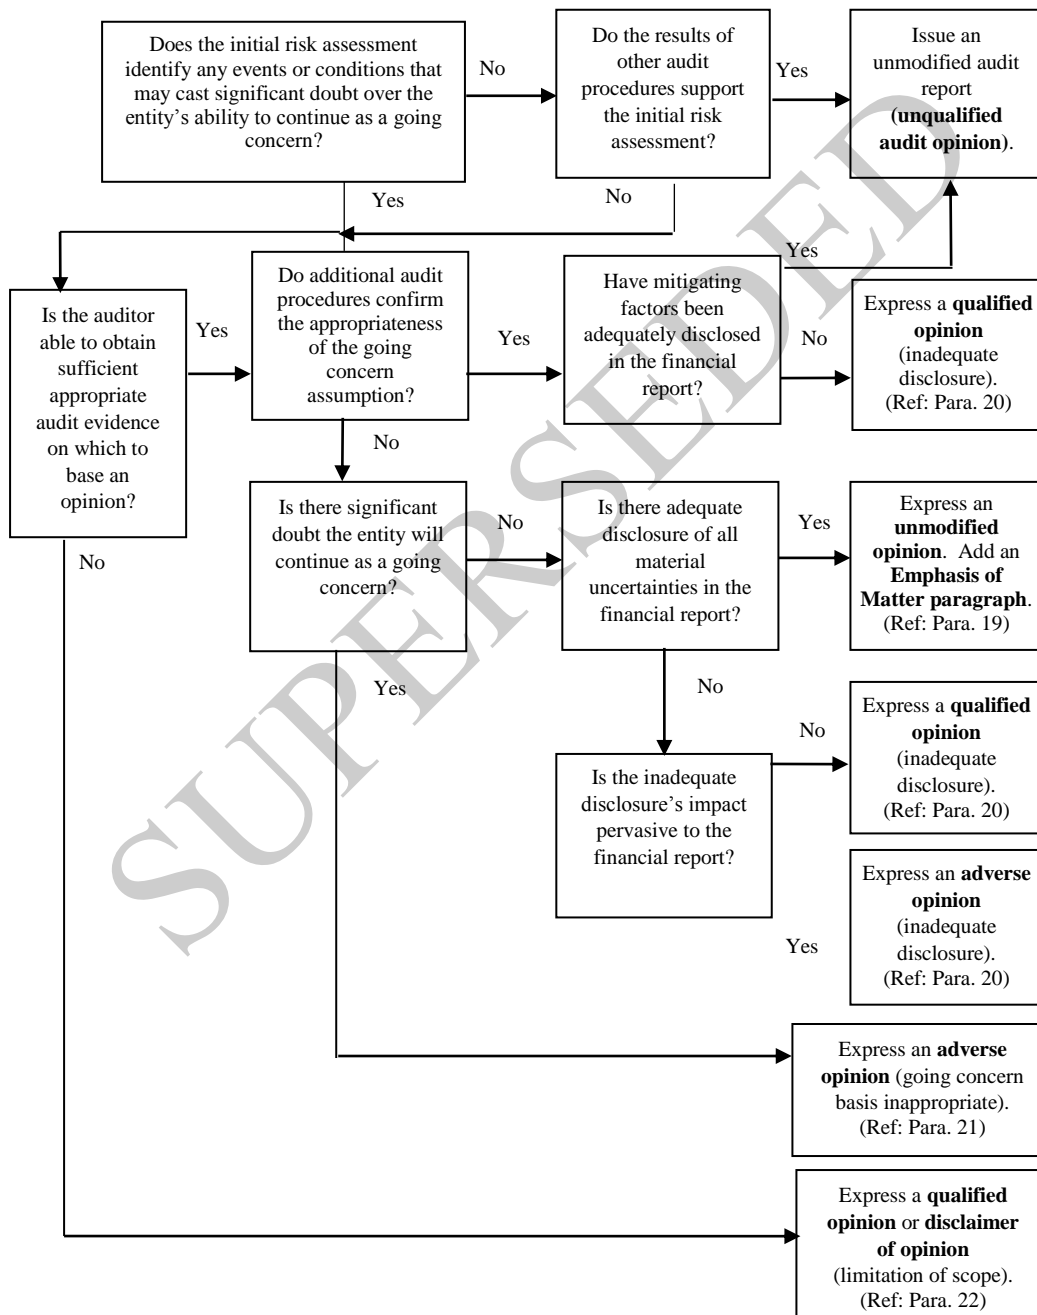 Does the initial risk assessment
identify any events or conditions that
may cast significant doubt over the
entity's ability to continue as a going
concern?
No
Do the results of
other audit
procedures support
the initial risk
assessment?
Yes
Issue an
unmodified audit
report
(unqualified
audit opinion).
Yes
No
Is the auditor
able to obtain
sufficient
appropriate
audit evidence
on which to
base an
opinion?
Yes
Do additional audit
procedures confirm
the appropriateness
of the going
concern
assumption?
Yes
Have mitigating
factors been
adequately disclosed
in the financial
report?
Yes
No
Express a qualified
opinion
(inadequate
disclosure).
(Ref: Para. 20)
No
No
Is there significant
doubt the entity will
continue as a going
concern?
No
Is there adequate
disclosure of all
material
uncertainties in the
financial report?
Yes
Express an
unmodified
opinion. Add an
Emphasis of
Matter paragraph.
(Ref: Para. 19)
Yes
No
Is the inadequate
disclosure's impact
pervasive to the
financial report?
No
Express a qualified
opinion
(inadequate
disclosure).
(Ref: Para. 20)
Yes
Express an adverse
opinion
(inadequate
disclosure).
(Ref: Para. 20)
Express an adverse
opinion (going concern
basis inappropriate).
(Ref: Para. 21)
Express a qualified
opinion or disclaimer
of opinion
(limitation of scope).
(Ref: Para. 22)
SUPERSEDED